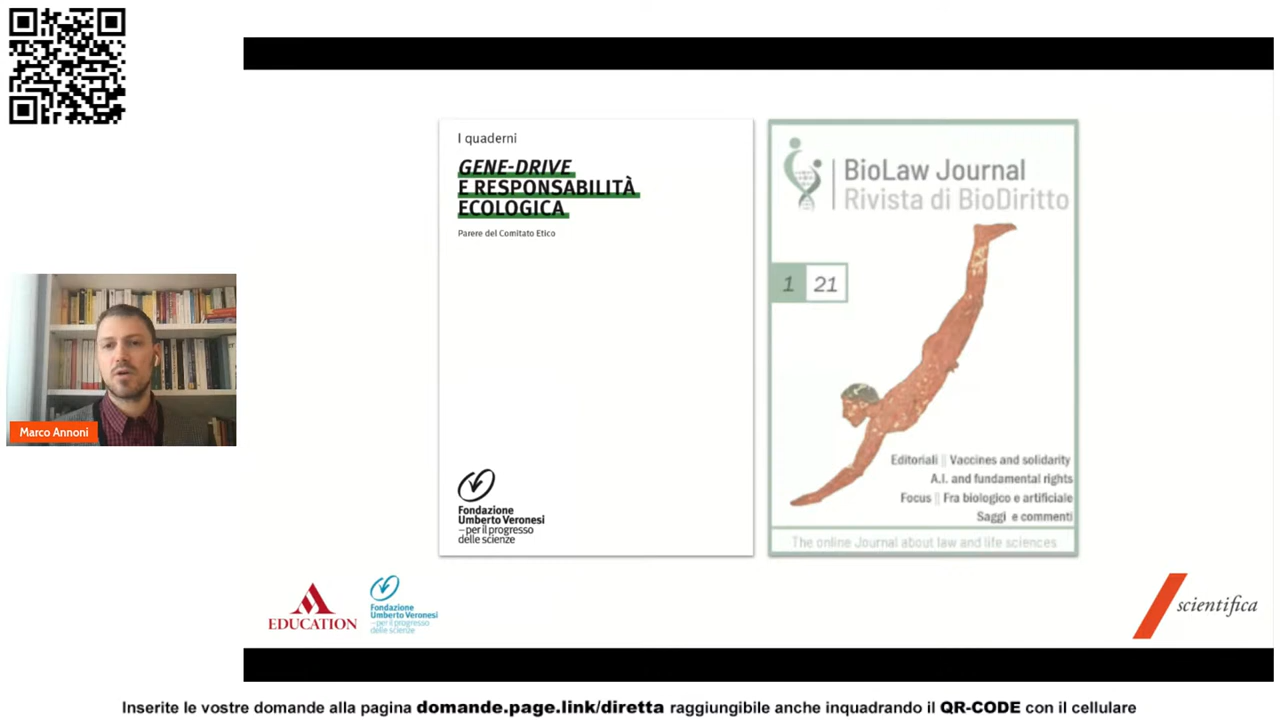 I quaderni
GENE-DRIVE
E RESPONSABILITÀ
ECOLOGICA
Parere del Comitato Etico
Fondazione
Umberto Veronesi
–per il progresso
delle scienze
BioLaw Journal
Rivista di BioDiritto
1 21
Editoriali || Vaccines and solidarity
A.I. and fundamental rights
Focus || Fra biologico e artificiale
Saggi e commenti
The online Journal about law and life sciences
Marco Annoni
EDUCATION
Fondazione
Umberto Veronesi
–per il progresso
delle scienze
scientifica
Inserite le vostre domande alla pagina domande.page.link/diretta raggiungibile anche inquadrando il QR-CODE con il cellulare